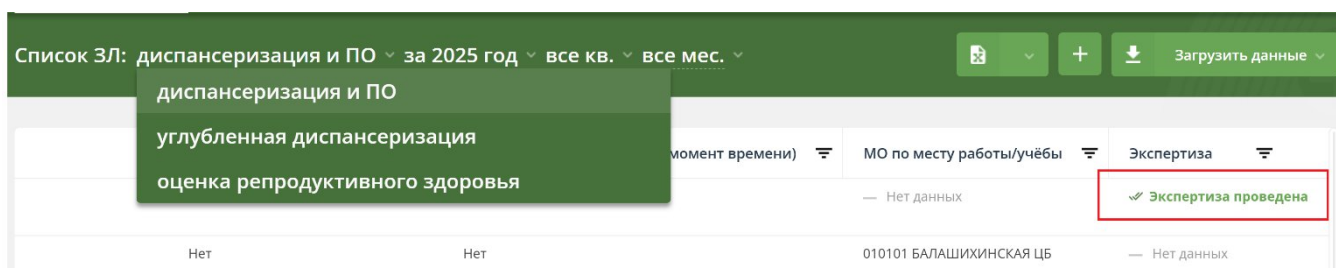 Список ЗЛ: диспансеризация и ПО за 2025 год все кв. все мес. Загрузить данные
диспансеризация и ПО
углубленная диспансеризация
оценка репродуктивного здоровья
момент времени) МО по месту работы/учёбы Экспертиза
— Нет данных Экспертиза проведена
Нет Нет 010101 БАЛАШИХИНСКАЯ ЦБ — Нет данных